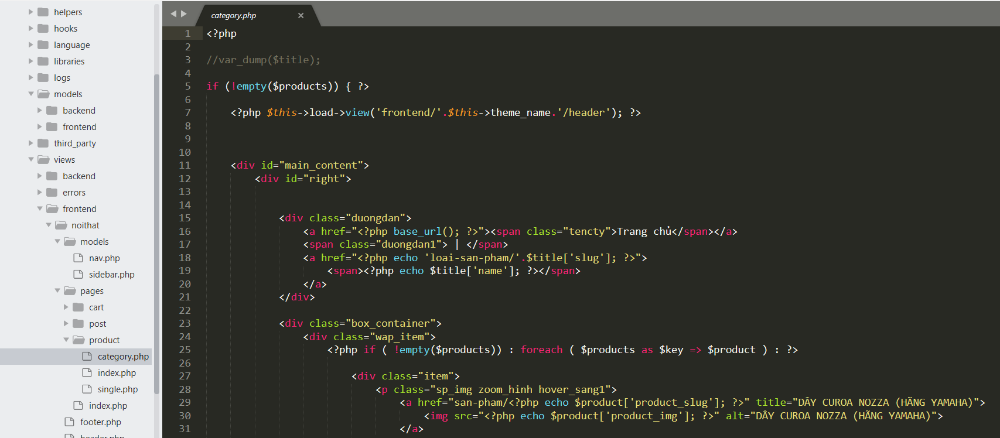 helpers
hooks
language
libraries
logs
models
backend
frontend
third_party
views
backend
errors
frontend
noithat
models
nav.php
sidebar.php
pages
cart
post
product
category.php
index.php
single.php
index.php
footer.php
header.php
category.php ×
1 <?php
2
3 //var_dump($title);
4
5 if (!empty($products)) { ?>
6
7 <?php $this->load->view('frontend/'.$this->theme_name.'/header'); ?>
8
9
10
11 <div id="main_content">
12 <div id="right">
13
14
15 <div class="duongdan">
16 <a href="<?php base_url(); ?>"><span class="tencty">Trang chủ</span></a>
17 <span class="duongdan1"> | </span>
18 <a href="<?php echo 'loai-san-pham/'.$title['slug']; ?>">
19 <span><?php echo $title['name']; ?></span>
20 </a>
21 </div>
22
23 <div class="box_container">
24 <div class="wap_item">
25 <?php if ( !empty($products)) : foreach ( $products as $key => $product ) : ?>
26
27 <div class="item">
28 <p class="sp_img zoom_hinh hover_sang1">
29 <a href="san-pham/<?php echo $product['product_slug']; ?>" title="DÂY CUROA NOZZA (HÃNG YAMAHA)">
30 <img src="<?php echo $product['product_img']; ?>" alt="DÂY CUROA NOZZA (HÃNG YAMAHA)">
31 </a>